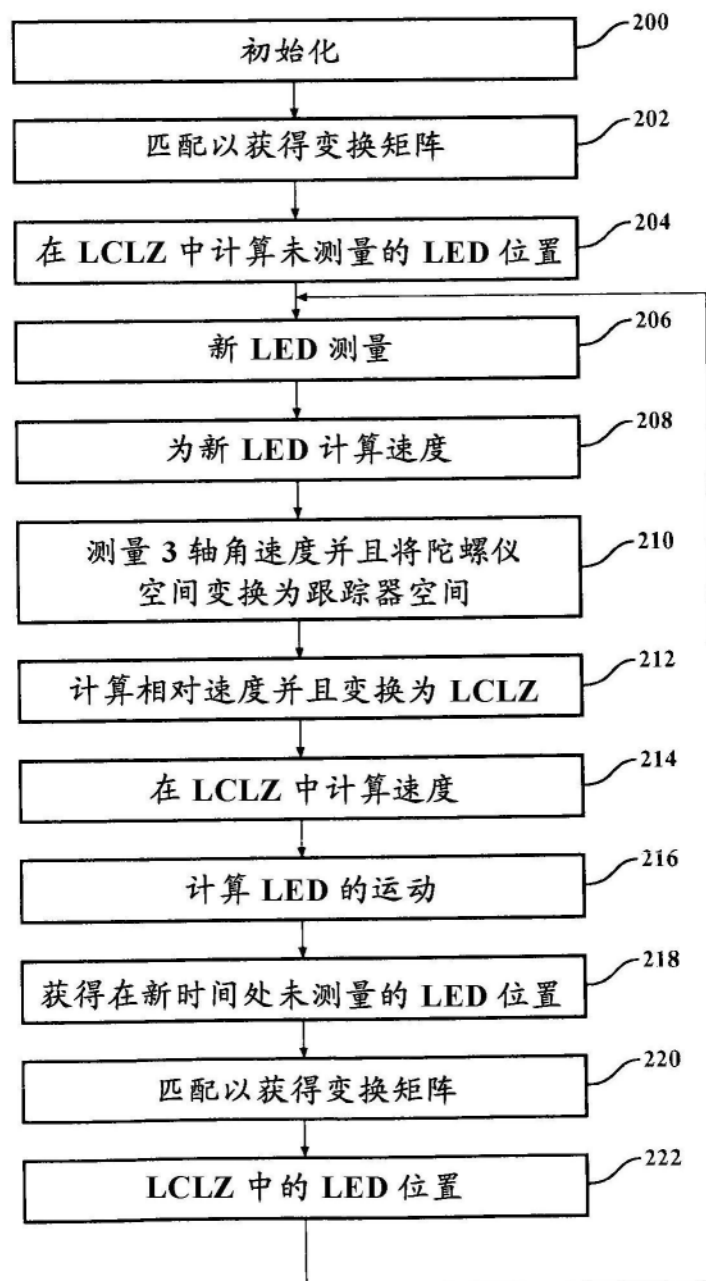 初始化
200
匹配以获得变换矩阵
202
在 LCLZ 中计算未测量的 LED 位置
204
新 LED 测量
206
为新 LED 计算速度
208
测量 3 轴角速度并且将陀螺仪
空间变换为跟踪器空间
210
计算相对速度并且变换为 LCLZ
212
在 LCLZ 中计算速度
214
计算 LED 的运动
216
获得在新时间处未测量的 LED 位置
218
匹配以获得变换矩阵
220
LCLZ 中的 LED 位置
222